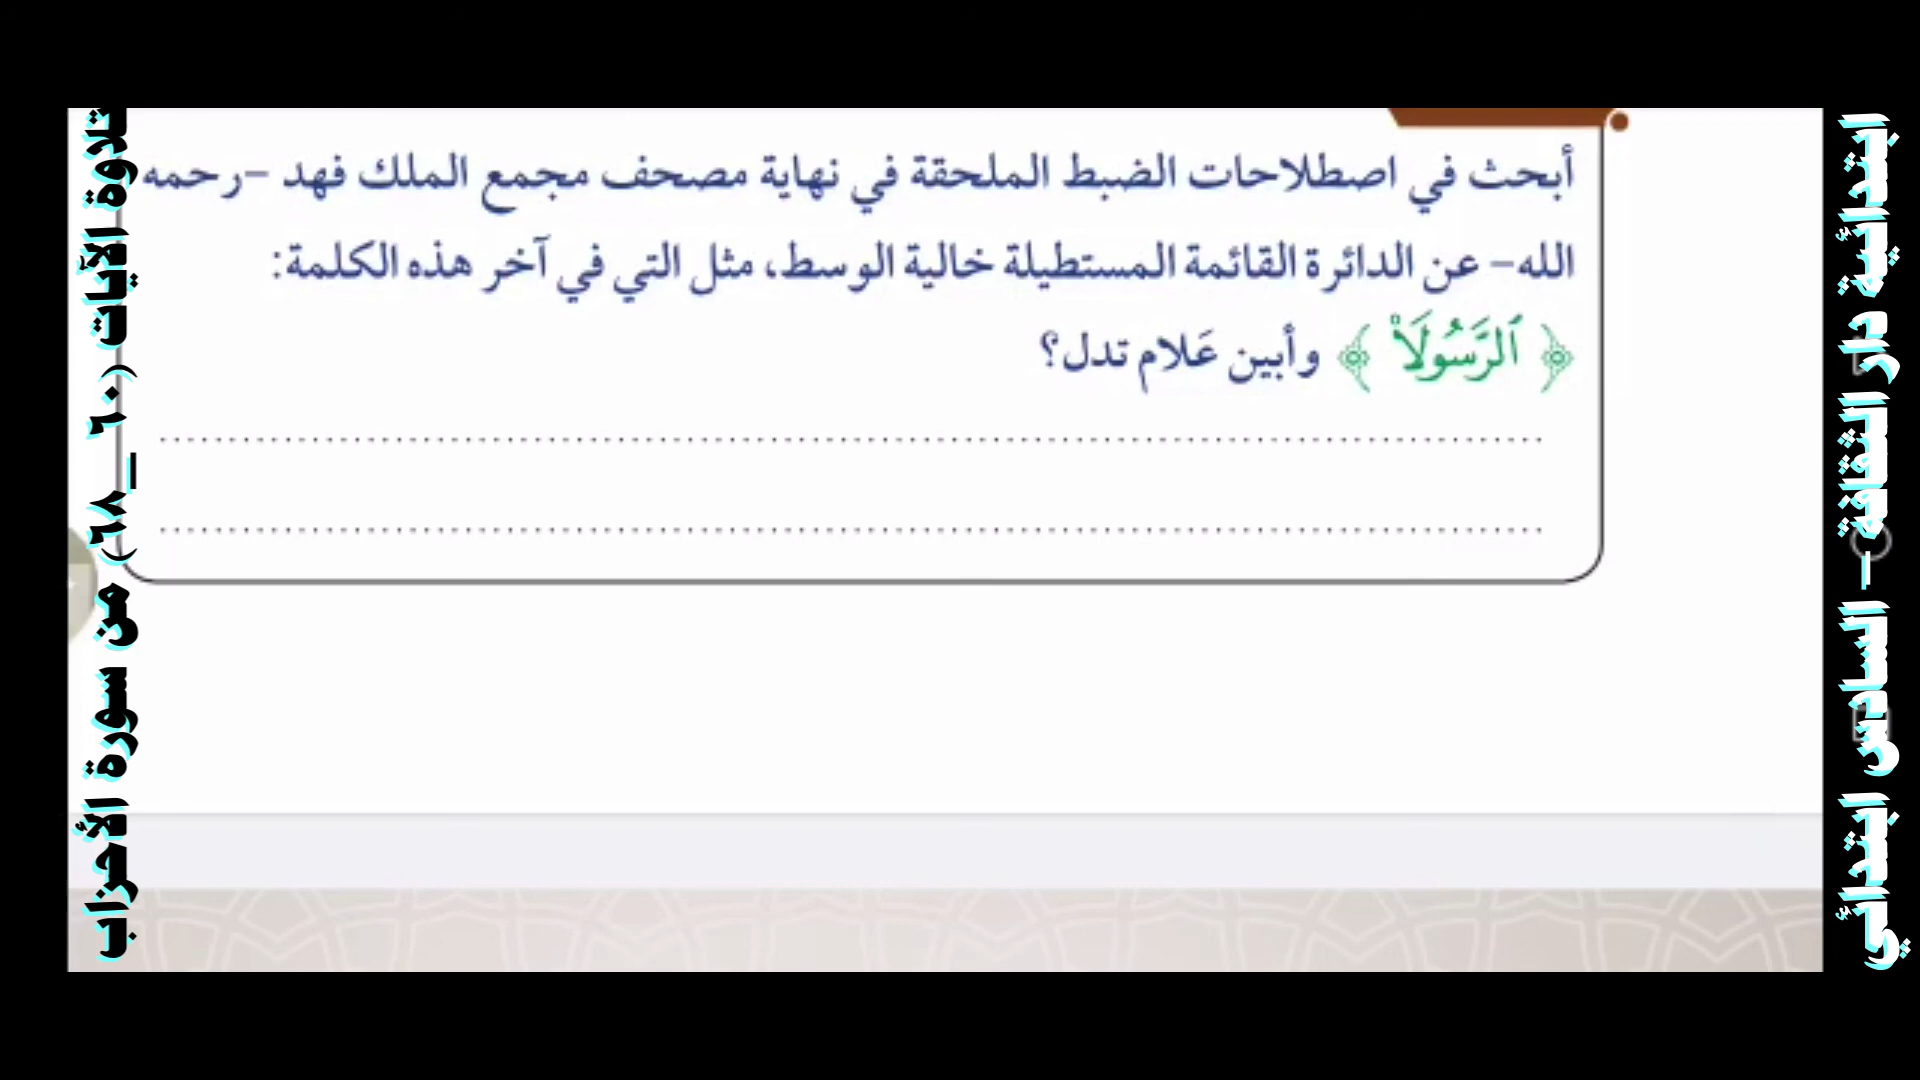 أبحث في اصطلاحات الضبط الملحقة في نهاية مصحف مجمع الملك فهد -رحمه
الله- عن الدائرة القائمة المستطيلة خالية الوسط، مثل التي في آخر هذه الكلمة:
﴿ ٱلرَّسُولَا۠ ﴾ وأبين عَلام تدل؟
ابتدائية دار الثقافة - السادس ابتدائي
تلاوة الآيات (٦٠ _ ٦٨) من سورة الأحزاب